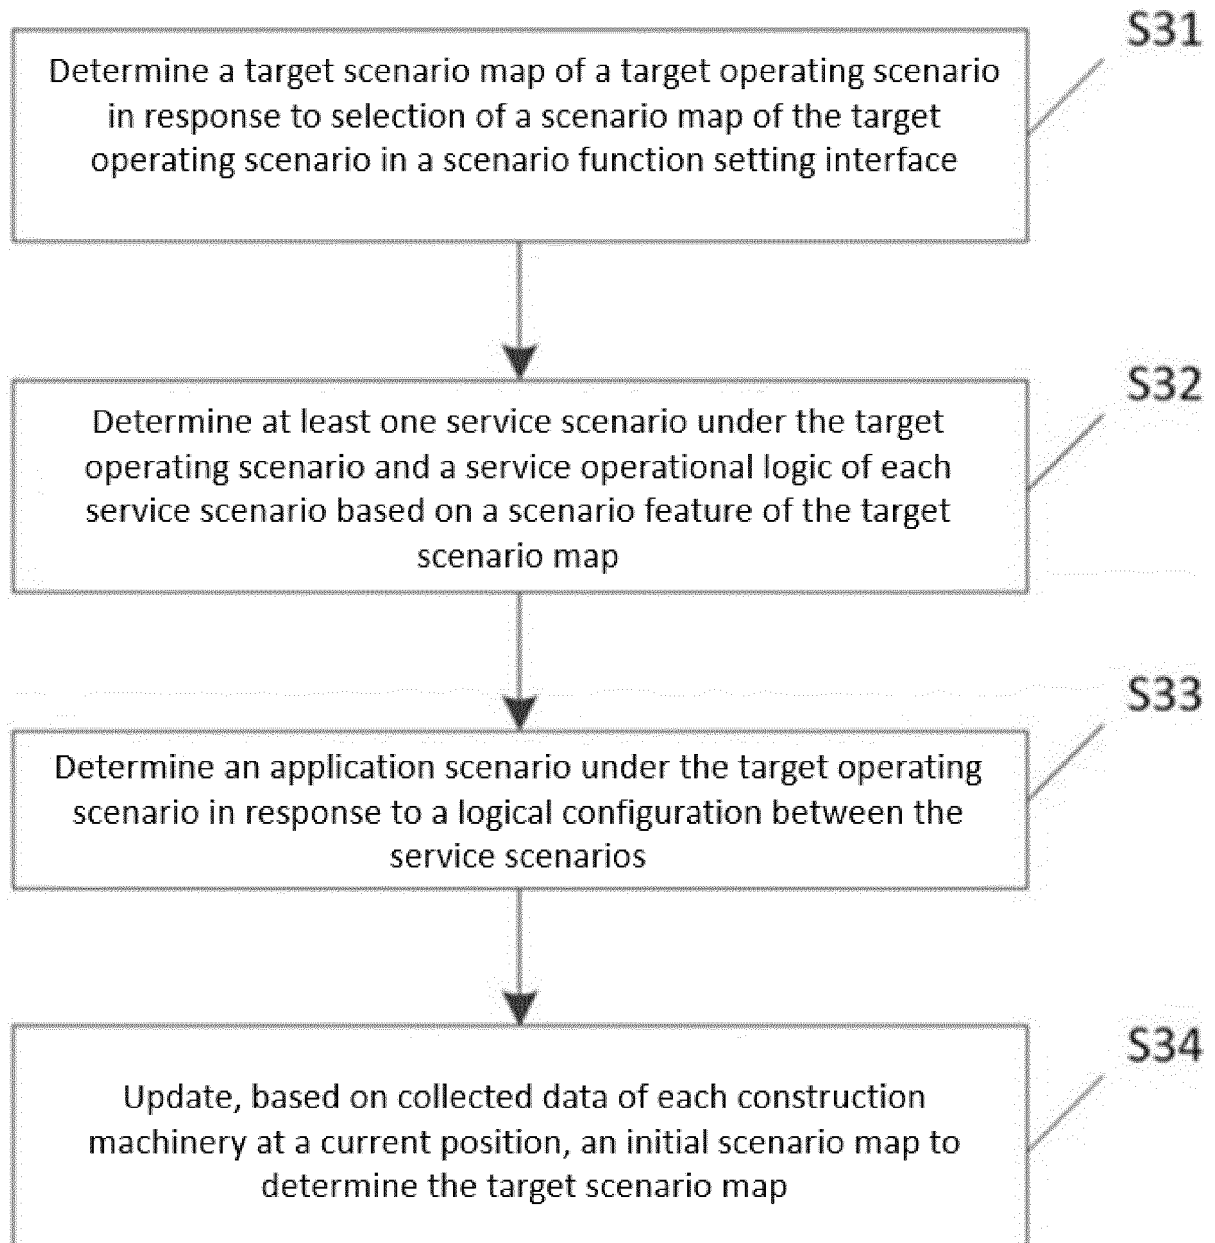 S31
Determine a target scenario map of a target operating scenario
in response to selection of a scenario map of the target
operating scenario in a scenario function setting interface
S32
Determine at least one service scenario under the target
operating scenario and a service operational logic of each
service scenario based on a scenario feature of the target
scenario map
S33
Determine an application scenario under the target operating
scenario in response to a logical configuration between the
service scenarios
S34
Update, based on collected data of each construction
machinery at a current position, an initial scenario map to
determine the target scenario map